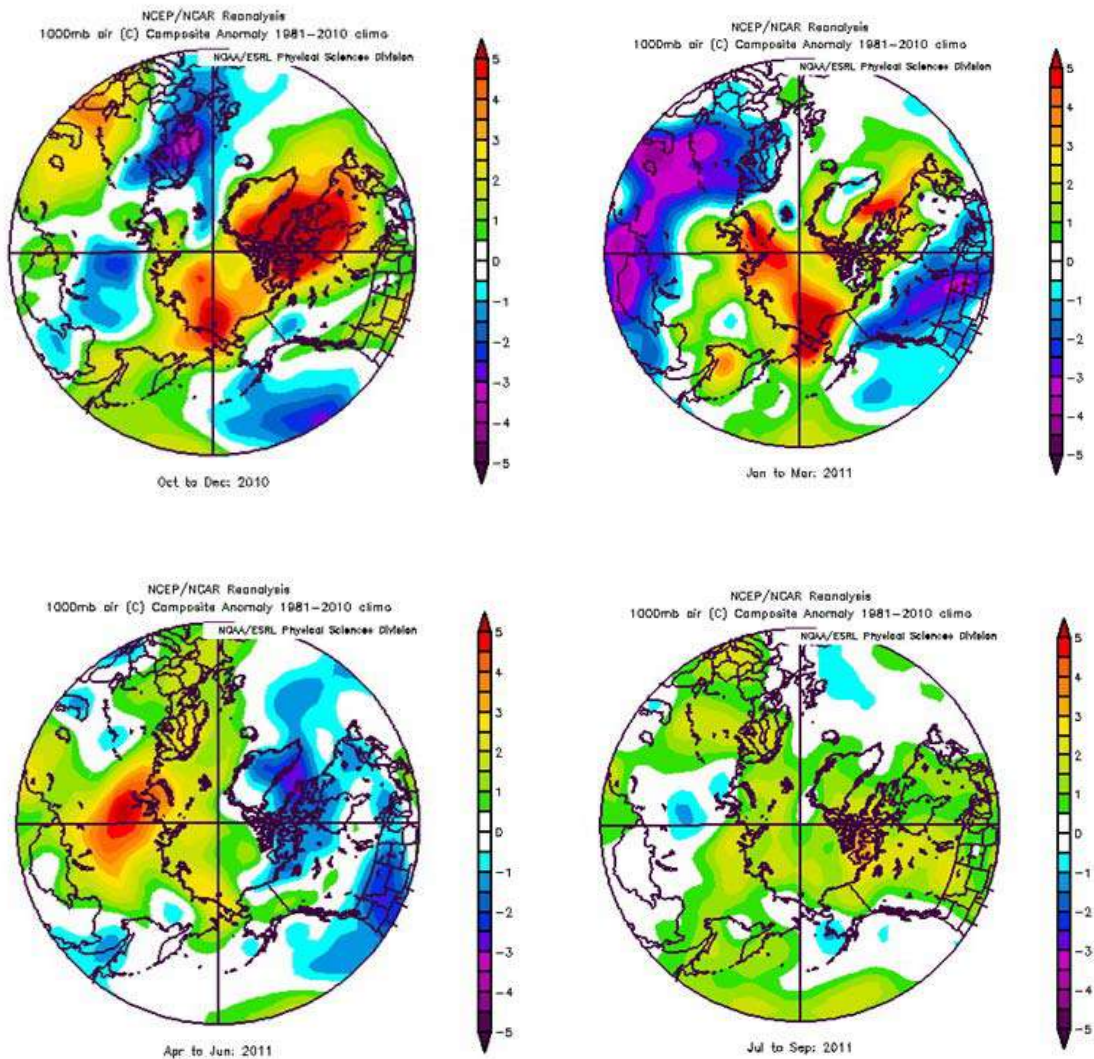 NCEP/NCAR Reanalysis
1000mb air (C) Composite Anomaly 1981-2010 climo
NOAA/ESRL Physical Sciences Division
5
4
3
2
1
0
-1
-2
-3
-4
-5
Oct to Dec: 2010
NCEP/NCAR Reanalysis
1000mb air (C) Composite Anomaly 1981-2010 climo
NOAA/ESRL Physical Sciences Division
5
4
3
2
1
0
-1
-2
-3
-4
-5
Jan to Mar: 2011
NCEP/NCAR Reanalysis
1000mb air (C) Composite Anomaly 1981-2010 climo
NOAA/ESRL Physical Sciences Division
5
4
3
2
1
0
-1
-2
-3
-4
-5
Apr to Jun: 2011
NCEP/NCAR Reanalysis
1000mb air (C) Composite Anomaly 1981-2010 climo
NOAA/ESRL Physical Sciences Division
5
4
3
2
1
0
-1
-2
-3
-4
-5
Jul to Sep: 2011